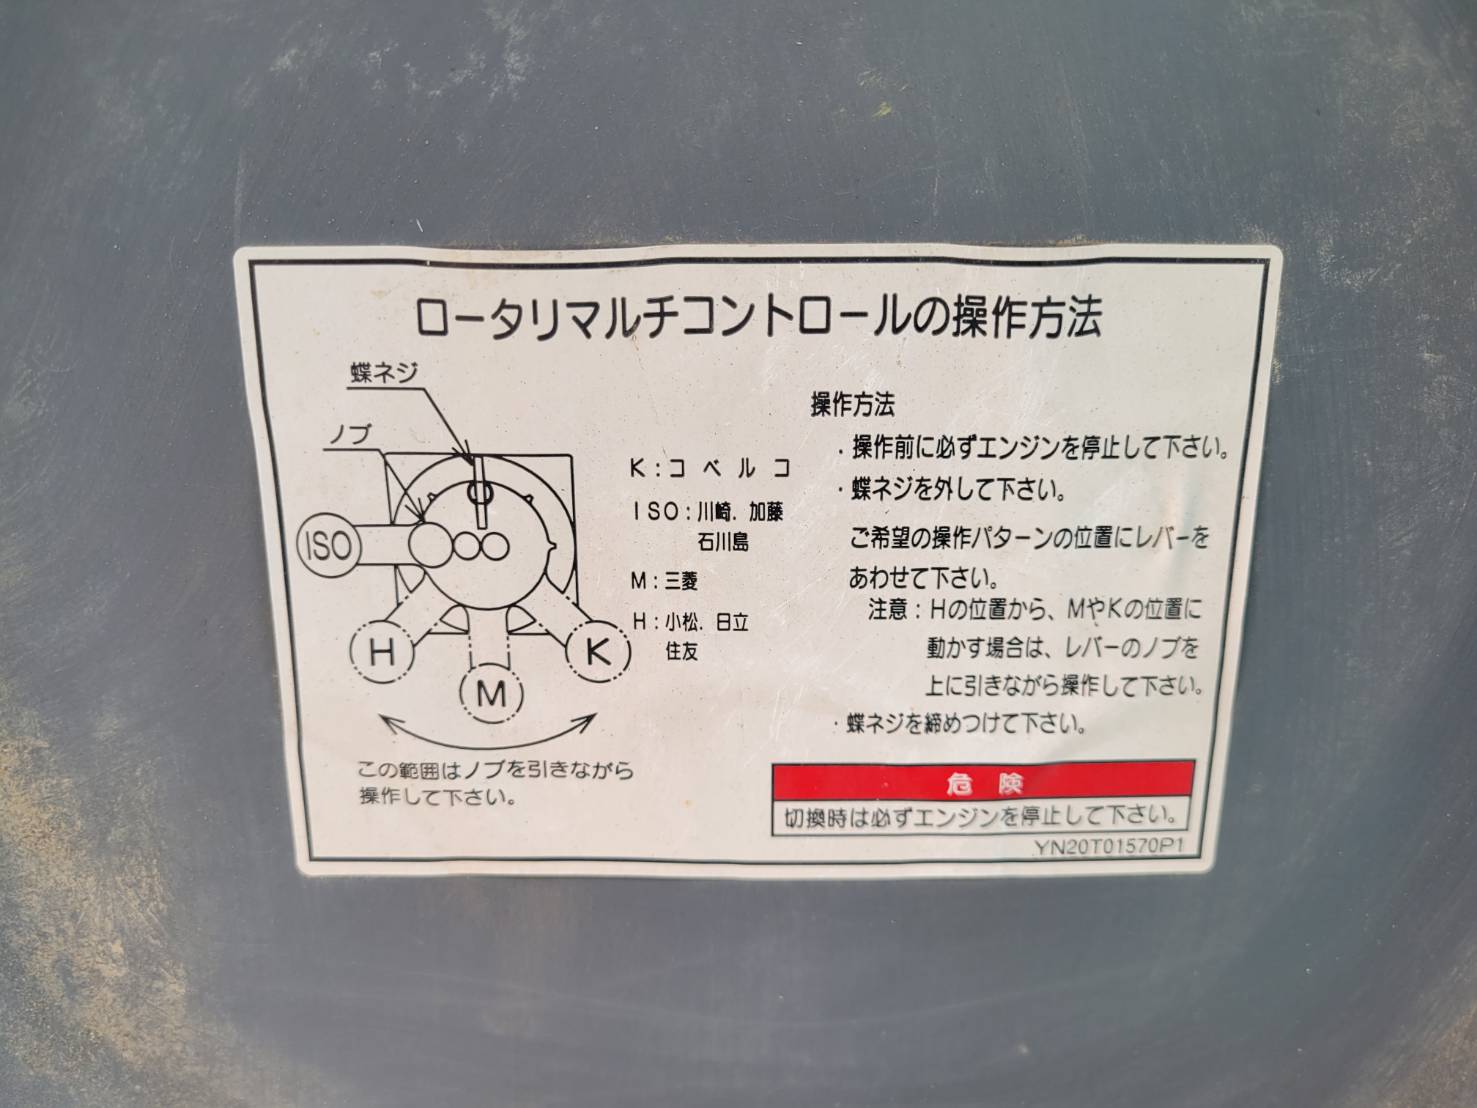 ロータリマルチコントロールの操作方法
蝶ネジ
ノブ
ISO
H
M
K
この範囲はノブを引きながら
操作して下さい。
K：コベルコ
ISO：川崎．加藤
石川島
M：三菱
H：小松．日立
住友
操作方法
・操作前に必ずエンジンを停止して下さい。
・蝶ネジを外して下さい。
ご希望の操作パターンの位置にレバーを
あわせて下さい。
注意：Hの位置から、MやKの位置に
動かす場合は、レバーのノブを
上に引きながら操作して下さい。
・蝶ネジを締めつけて下さい。
危険
切換時は必ずエンジンを停止して下さい。
YN20T01570P1